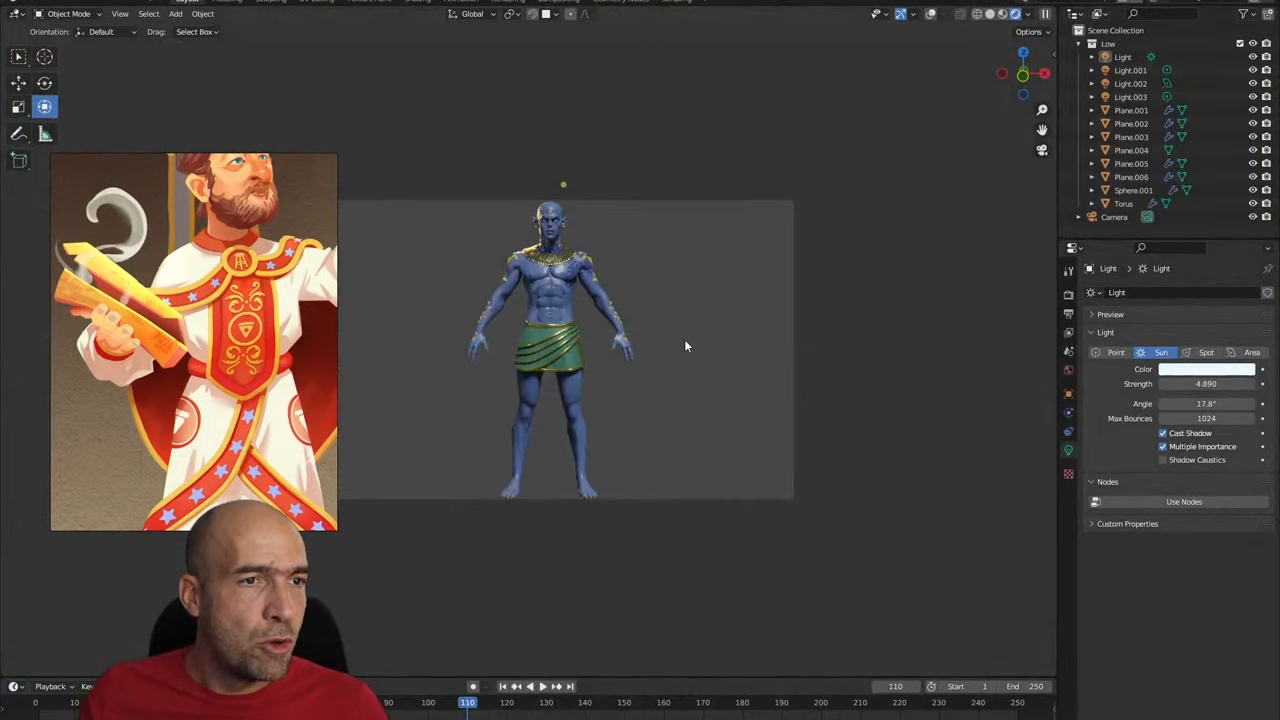 Object Mode View Select Add Object Global Options
Orientation: Default Drag: Select Box
Scene Collection
Low
Light
Light.001
Light.002
Light.003
Plane.001
Plane.002
Plane.003
Plane.004
Plane.005
Plane.006
Sphere.001
Torus
Camera
Z
X
Light Light
Light
Preview
Light
Point Sun Spot Area
Color
Strength 4.890
Angle 17.8°
Max Bounces 1024
Cast Shadow
Multiple Importance
Shadow Caustics
Nodes
Use Nodes
Custom Properties
Playback 110 Start 1 End 250
0 100 110 120 130 140 150 160 170 180 190 200 210 220 230 240 250